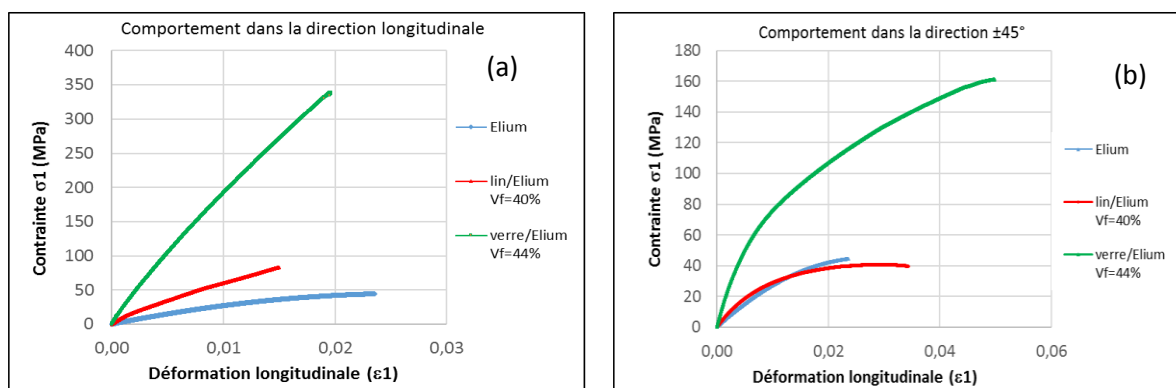 Comportement dans la direction longitudinale
(a)
Contrainte σ1 (MPa)
400
350
300
250
200
150
100
50
0
0,00
0,01
0,02
0,03
Déformation longitudinale (ε1)
Elium
lin/Elium
Vf=40%
verre/Elium
Vf=44%
Comportement dans la direction ±45°
(b)
Contrainte σ1 (MPa)
180
160
140
120
100
80
60
40
20
0
0,00
0,02
0,04
0,06
Déformation longitudinale (ε1)
Elium
lin/Elium
Vf=40%
verre/Elium
Vf=44%